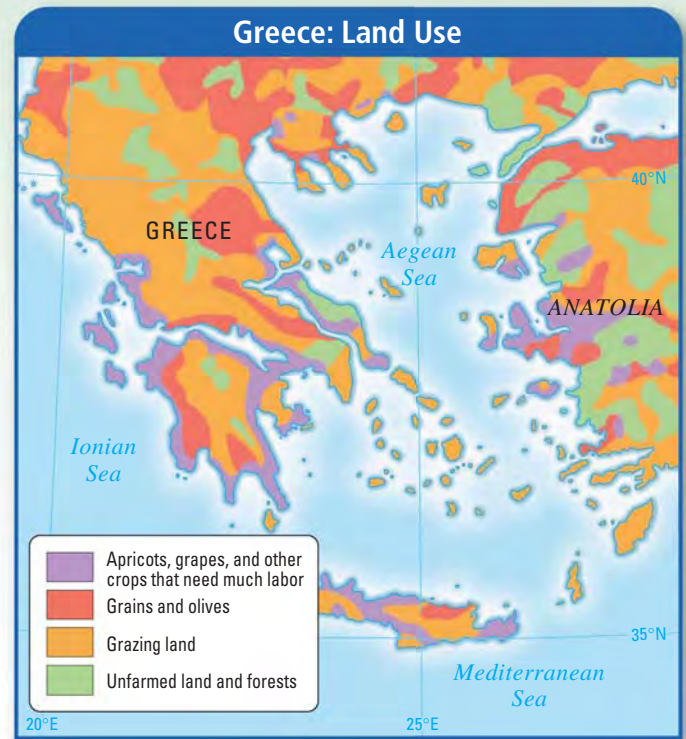 Greece: Land Use
40°N
GREECE
Aegean
Sea
ANATOLIA
Ionian
Sea
Apricots, grapes, and other
crops that need much labor
Grains and olives
Grazing land
Unfarmed land and forests
35°N
Mediterranean
Sea
20°E
25°E